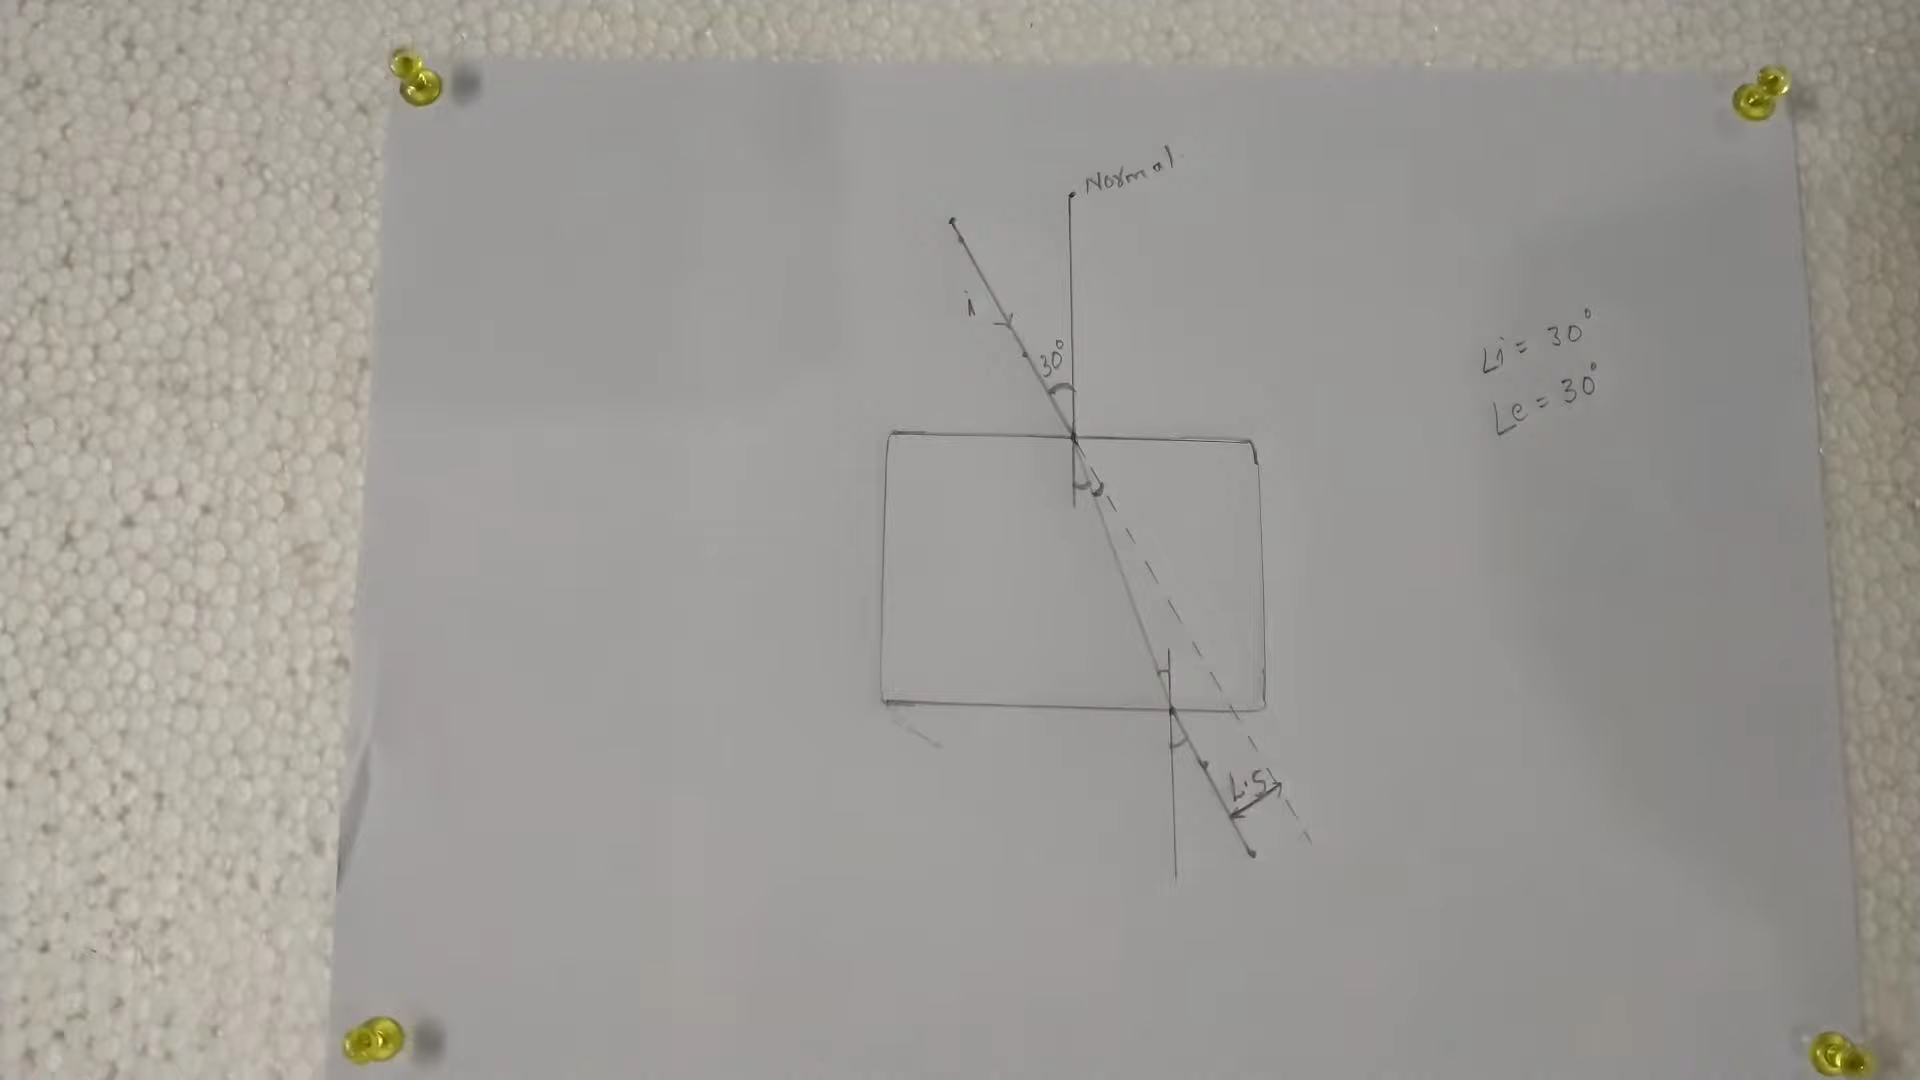 Normal
i
30°
∠i = 30°
∠e = 30°
L.S